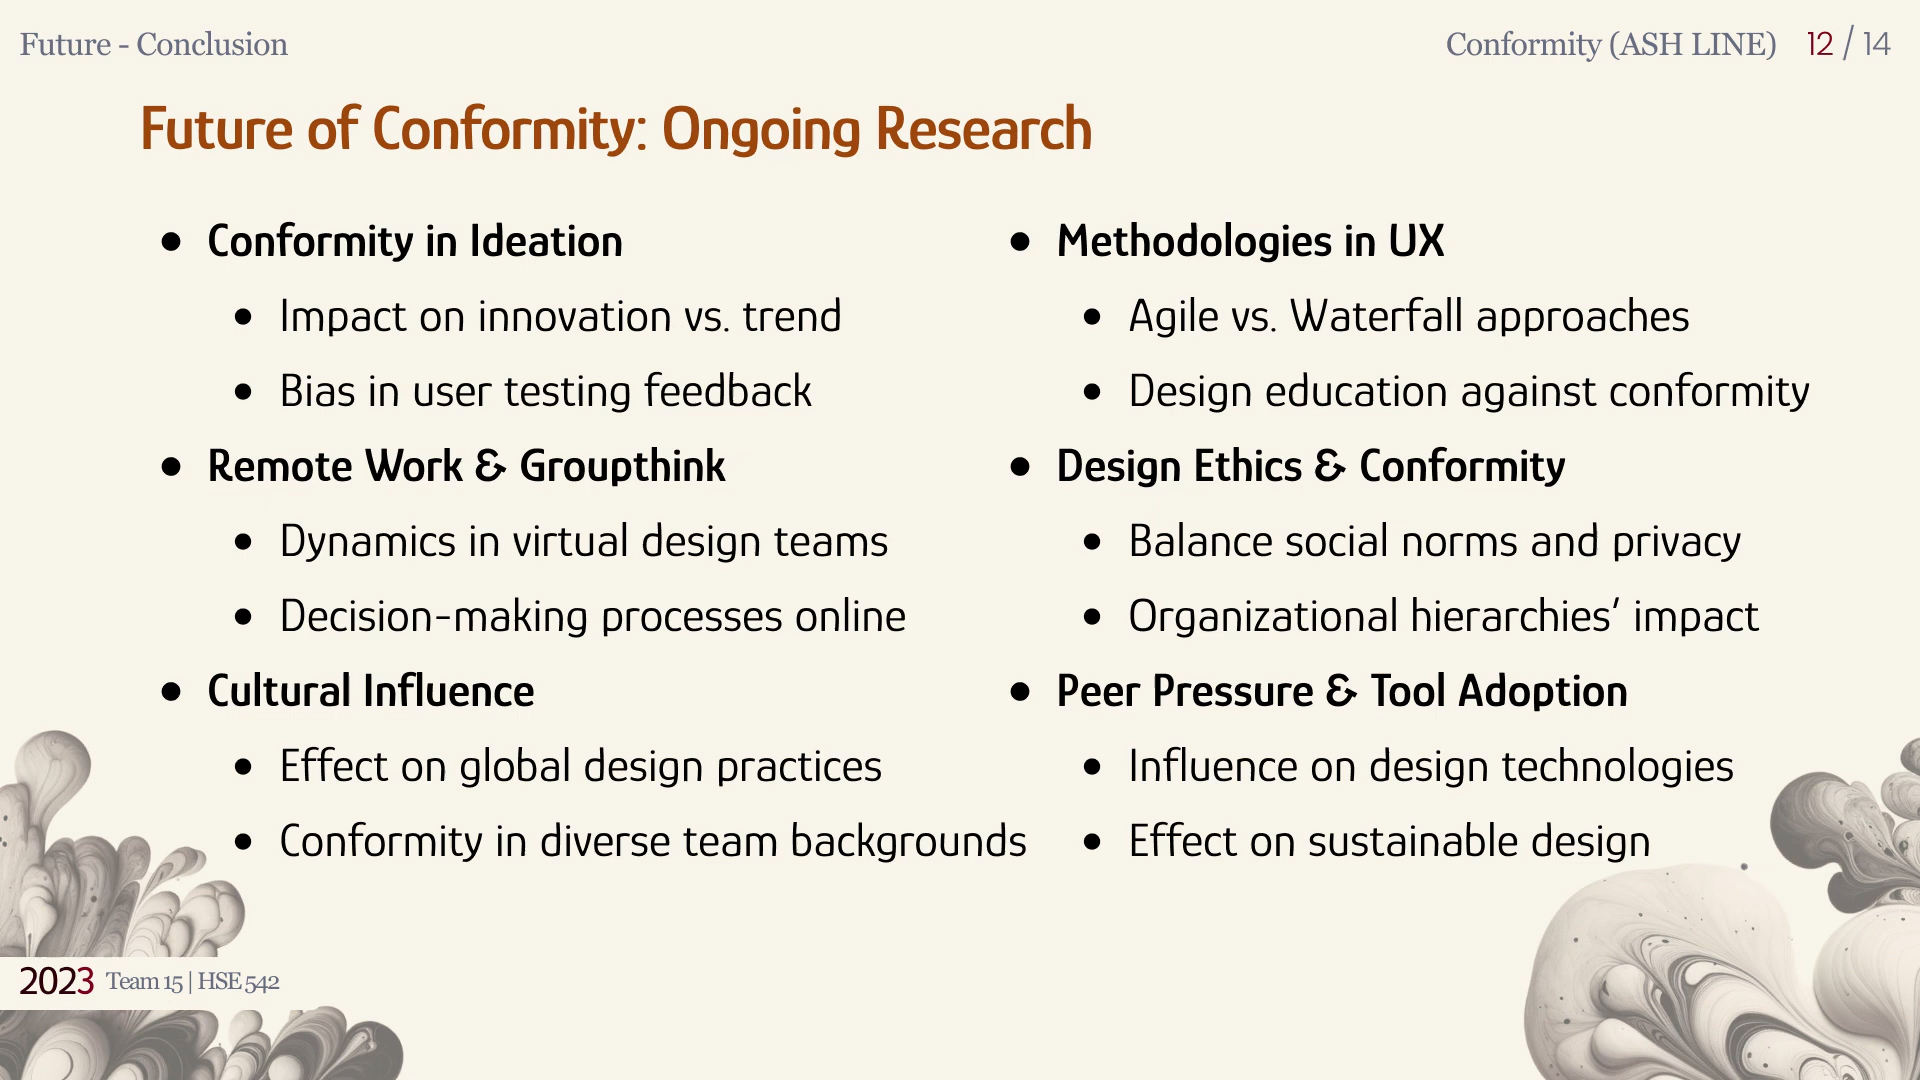 Future - Conclusion
Conformity (ASH LINE) 12 / 14
Future of Conformity: Ongoing Research
● Conformity in Ideation
● Impact on innovation vs. trend
● Bias in user testing feedback
● Remote Work & Groupthink
● Dynamics in virtual design teams
● Decision-making processes online
● Cultural Influence
● Effect on global design practices
● Conformity in diverse team backgrounds
● Methodologies in UX
● Agile vs. Waterfall approaches
● Design education against conformity
● Design Ethics & Conformity
● Balance social norms and privacy
● Organizational hierarchies’ impact
● Peer Pressure & Tool Adoption
● Influence on design technologies
● Effect on sustainable design
2023 Team 15 | HSE 542